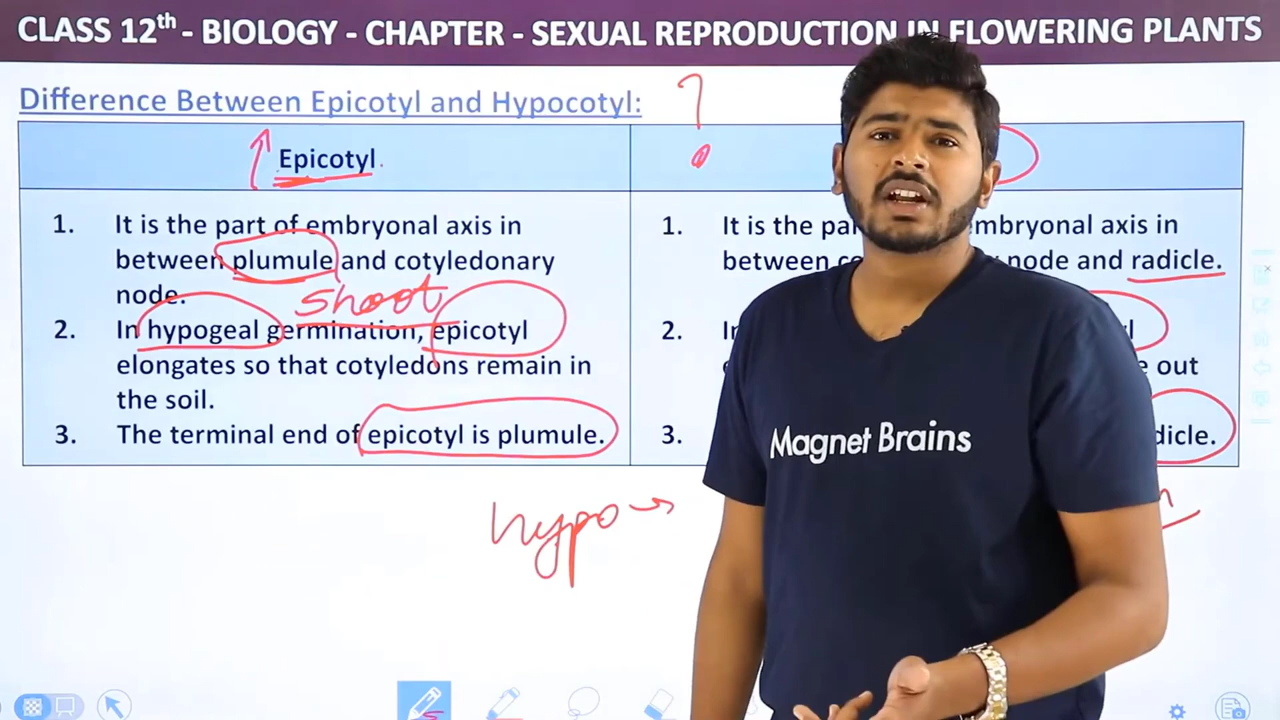 CLASS 12th - BIOLOGY - CHAPTER - SEXUAL REPRODUCTION IN FLOWERING PLANTS
Difference Between Epicotyl and Hypocotyl:
?
Epicotyl
1. It is the part of embryonal axis in
between plumule and cotyledonary
node.
shoot
2. In hypogeal germination, epicotyl
elongates so that cotyledons remain in
the soil.
3. The terminal end of epicotyl is plumule.
1. It is the embryonal axis in
between node and radicle.
2. out
3.
hypo →
Magnet Brains